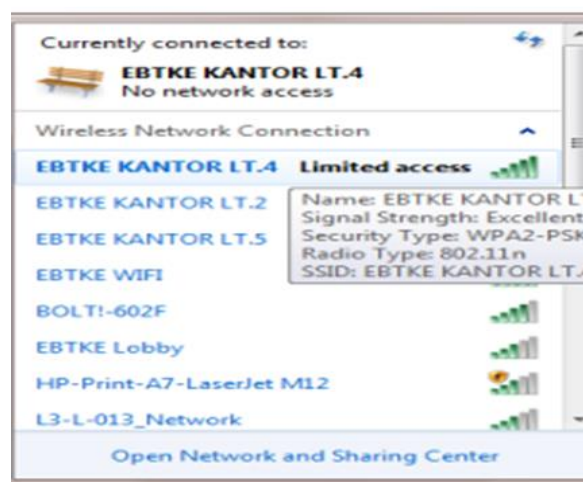 Currently connected to:
EBTKE KANTOR LT.4
No network access
Wireless Network Connection
EBTKE KANTOR LT.4 Limited access
EBTKE KANTOR LT.2
Name: EBTKE KANTOR LT
Signal Strength: Excellent
EBTKE KANTOR LT.5
Security Type: WPA2-PSK
Radio Type: 802.11n
EBTKE WIFI
SSID: EBTKE KANTOR LT.
BOLT!-602F
EBTKE Lobby
HP-Print-A7-LaserJet M12
L3-L-013_Network
Open Network and Sharing Center